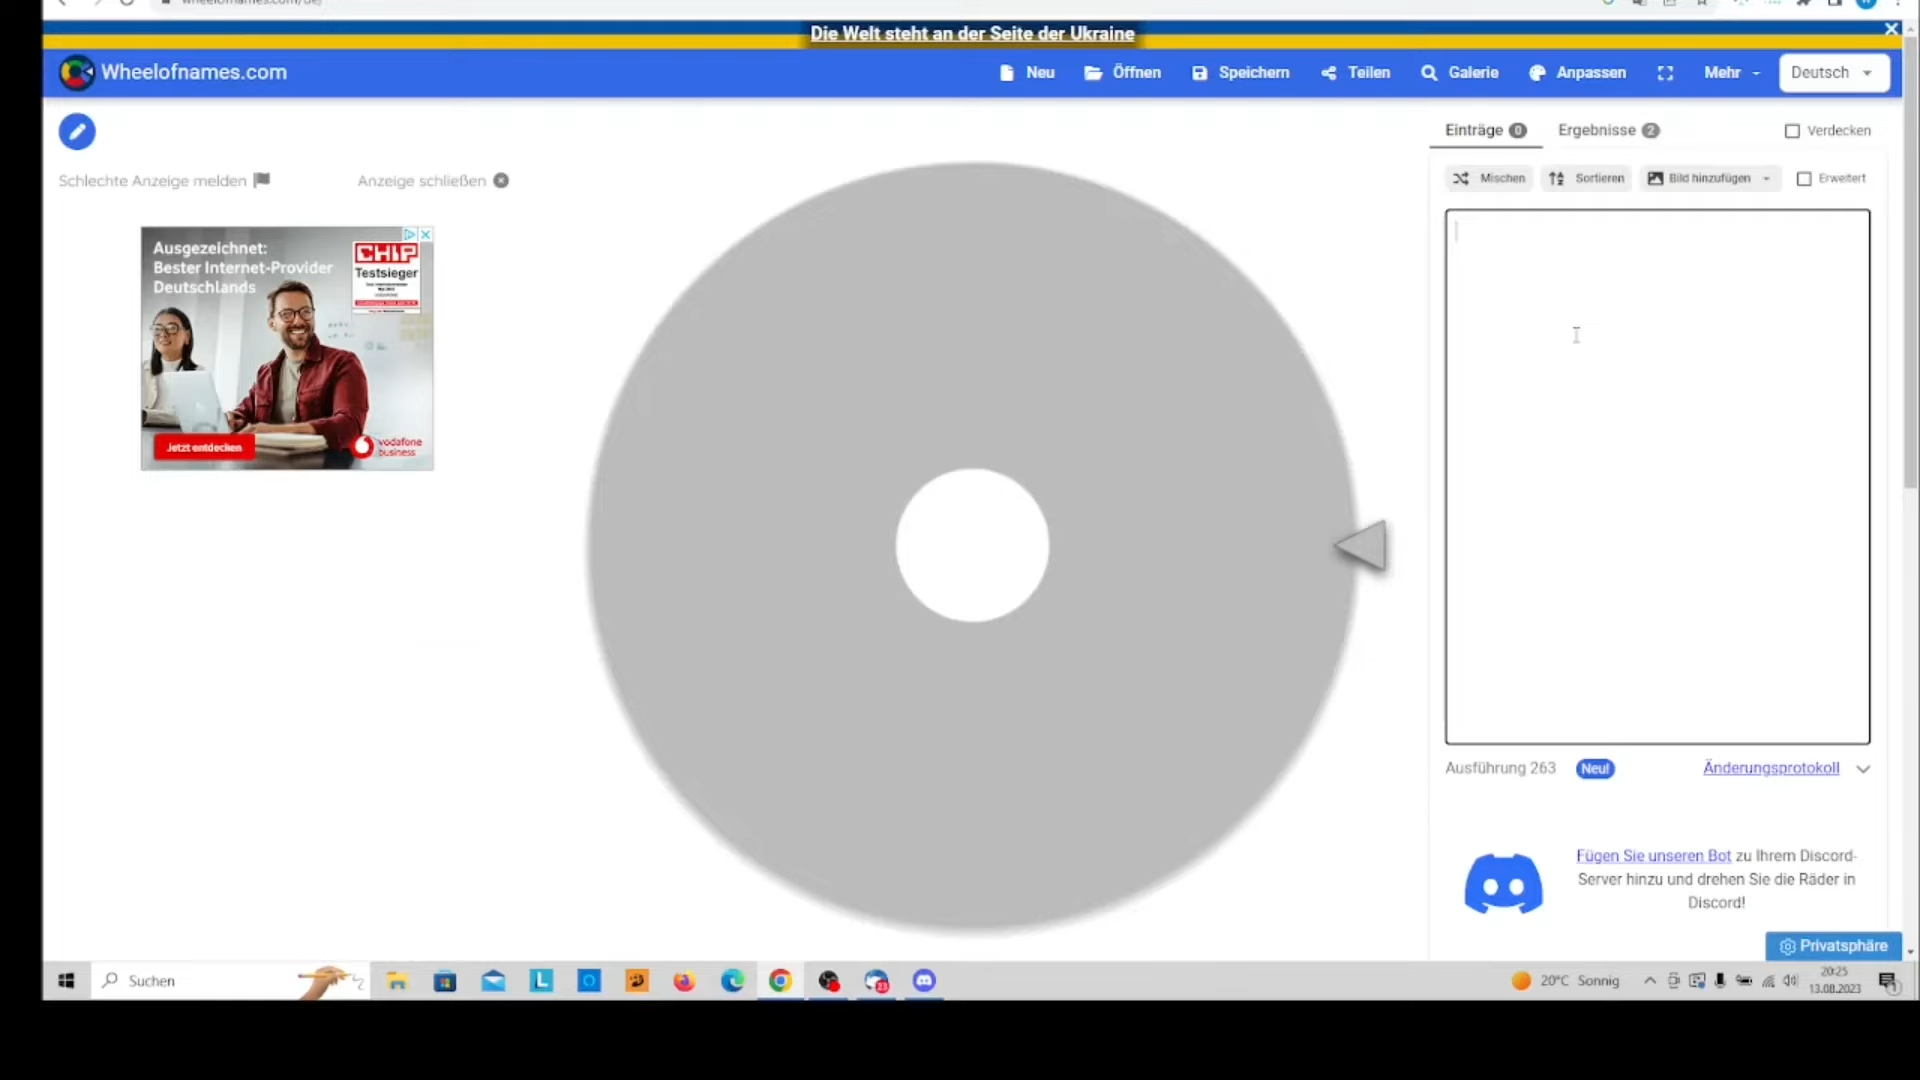 wheelofnames.com/de/
Die Welt steht an der Seite der Ukraine
Wheelofnames.com
Neu
Öffnen
Speichern
Teilen
Galerie
Anpassen
Mehr
Deutsch
Einträge 0
Ergebnisse 2
Verdecken
Schlechte Anzeige melden
Anzeige schließen
Mischen
Sortieren
Bild hinzufügen
Erweitert
Ausgezeichnet:
Bester Internet-Provider
Deutschlands
CHIP
Testsieger
Jetzt entdecken
vodafone
business
Ausführung 263
Neu!
Änderungsprotokoll
Fügen Sie unseren Bot zu Ihrem Discord-
Server hinzu und drehen Sie die Räder in
Discord!
Privatsphäre
Suchen
20°C Sonnig
20:25
13.08.2023